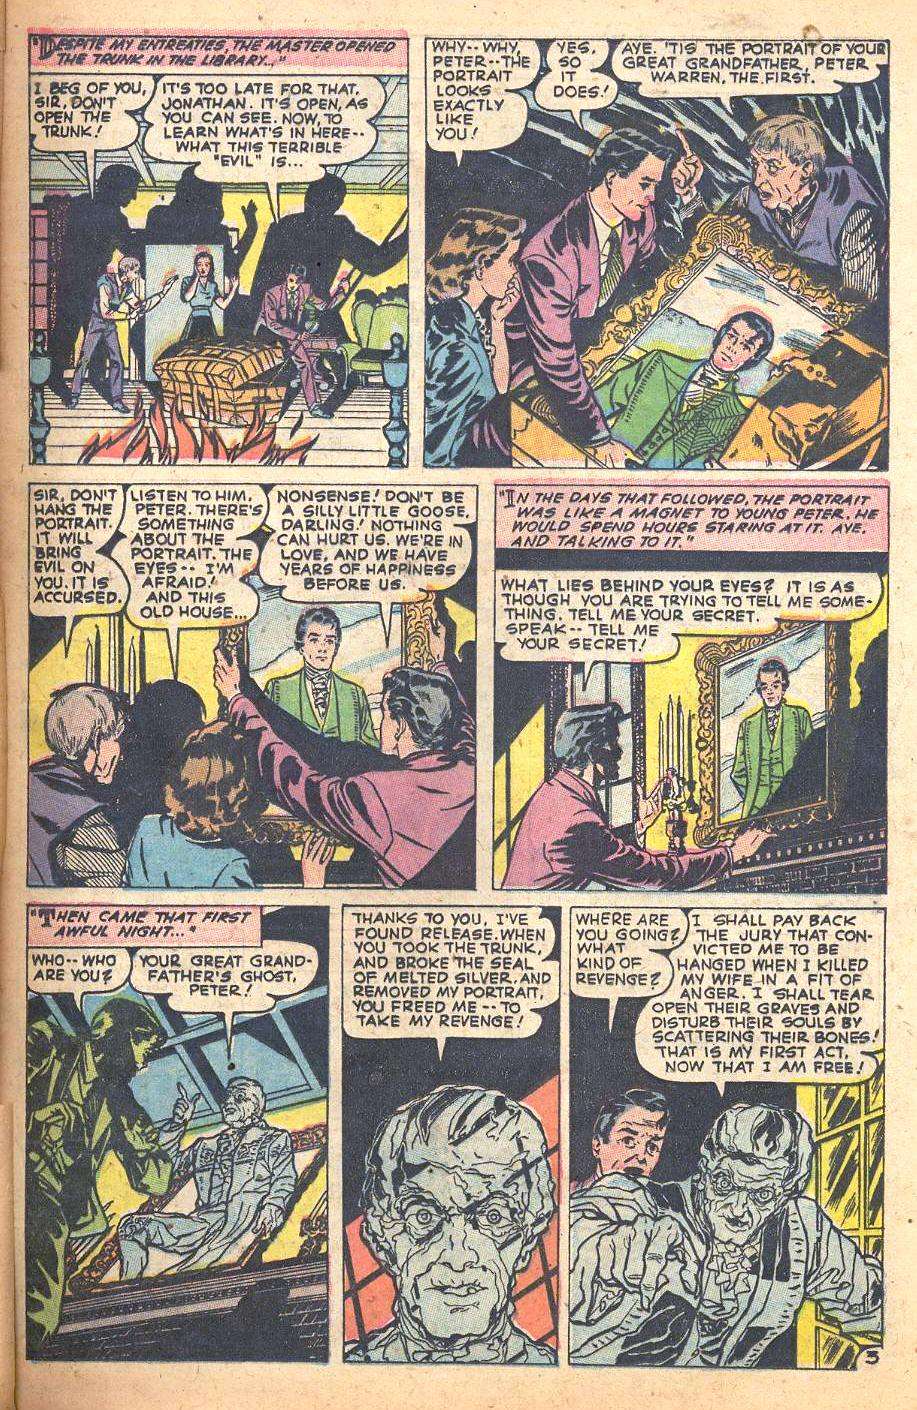 "DESPITE MY ENTREATIES, THE MASTER OPENED
THE TRUNK IN THE LIBRARY..."
I BEG OF YOU,
SIR, DON'T
OPEN THE
TRUNK!
IT'S TOO LATE FOR THAT,
JONATHAN. IT'S OPEN, AS
YOU CAN SEE. NOW, TO
LEARN WHAT'S IN HERE--
WHAT THIS TERRIBLE
"EVIL" IS...
WHY-- WHY,
PETER--THE
PORTRAIT
LOOKS
EXACTLY
LIKE
YOU!
YES.
SO
IT
DOES!
AYE. 'TIS THE PORTRAIT OF YOUR
GREAT GRANDFATHER, PETER
WARREN, THE FIRST.
SIR, DON'T
HANG THE
PORTRAIT.
IT WILL
BRING
EVIL ON
YOU. IT IS
ACCURSED.
LISTEN TO HIM,
PETER. THERE'S
SOMETHING
ABOUT THE
PORTRAIT. THE
EYES-- I'M
AFRAID!
AND THIS
OLD HOUSE...
NONSENSE! DON'T BE
A SILLY LITTLE GOOSE,
DARLING! NOTHING
CAN HURT US. WE'RE IN
LOVE, AND WE HAVE
YEARS OF HAPPINESS
BEFORE US.
"IN THE DAYS THAT FOLLOWED, THE PORTRAIT
WAS LIKE A MAGNET TO YOUNG PETER. HE
WOULD SPEND HOURS STARING AT IT. AYE.
AND TALKING TO IT."
WHAT LIES BEHIND YOUR EYES? IT IS AS
THOUGH YOU ARE TRYING TO TELL ME SOME-
THING. TELL ME YOUR SECRET.
SPEAK-- TELL ME
YOUR SECRET!
"THEN CAME THAT FIRST
AWFUL NIGHT..."
WHO-- WHO
ARE YOU?
YOUR GREAT GRAND-
FATHER'S GHOST,
PETER!
THANKS TO YOU, I'VE
FOUND RELEASE. WHEN
YOU TOOK THE TRUNK,
AND BROKE THE SEAL
OF MELTED SILVER, AND
REMOVED MY PORTRAIT,
YOU FREED ME -- TO
TAKE MY REVENGE!
WHERE ARE
YOU GOING?
WHAT
KIND OF
REVENGE?
I SHALL PAY BACK
THE JURY THAT CON-
VICTED ME TO BE
HANGED WHEN I KILLED
MY WIFE IN A FIT OF
ANGER. I SHALL TEAR
OPEN THEIR GRAVES AND
DISTURB THEIR SOULS BY
SCATTERING THEIR BONES!
THAT IS MY FIRST ACT,
NOW THAT I AM FREE!
3